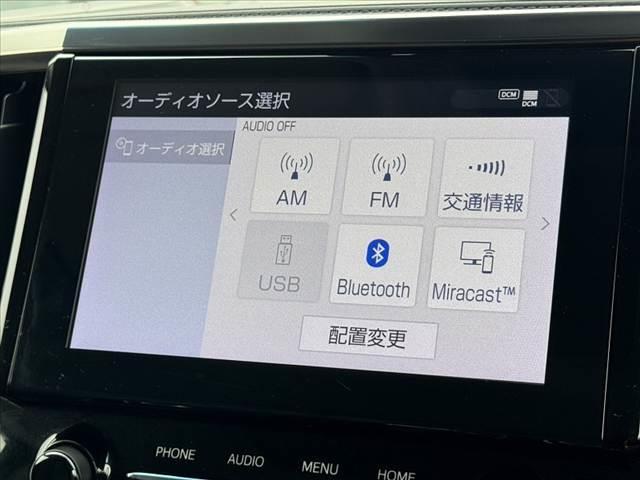 オーディオソース選択
DCM
DCM
オーディオ選択
AUDIO OFF
AM
FM
交通情報
USB
Bluetooth
Miracast™
配置変更
PHONE
AUDIO
MENU
HOME